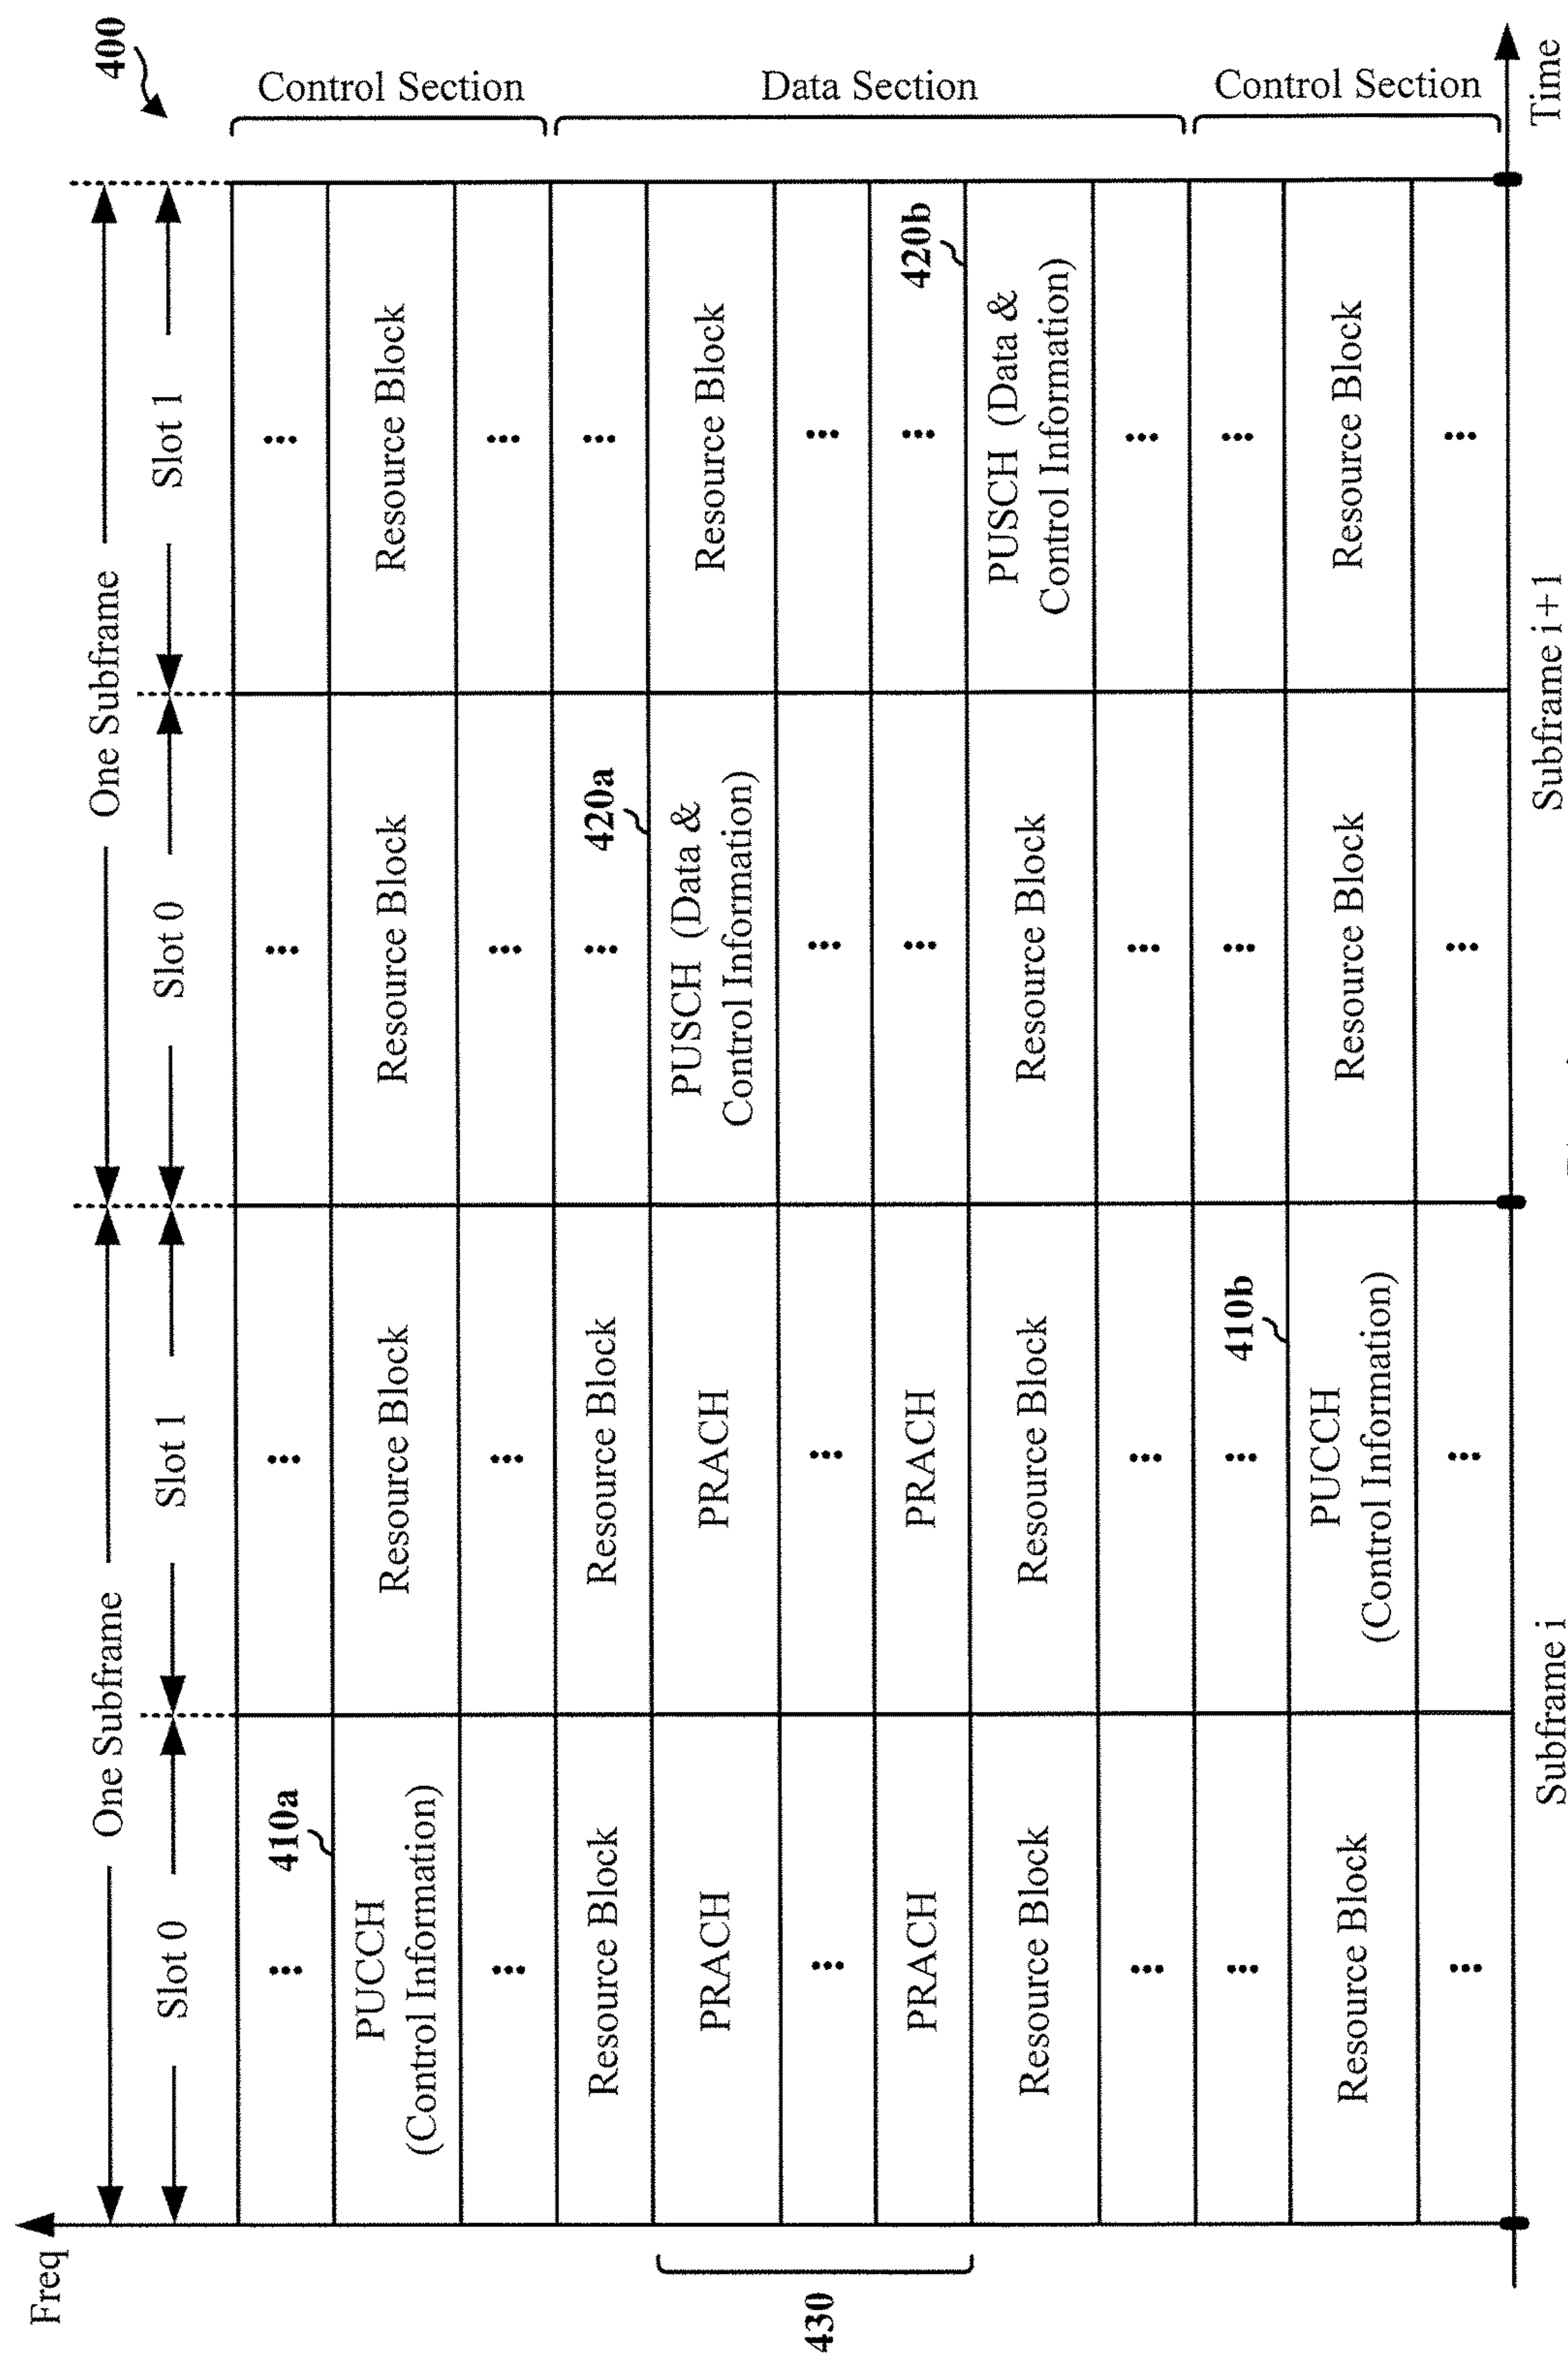 400
Freq
One Subframe
One Subframe
Slot 0
Slot 1
Slot 0
Slot 1
410a
PUCCH
(Control Information)
Resource Block
Resource Block
Resource Block
Control Section
Resource Block
Resource Block
420a
430
PRACH
PRACH
PUSCH (Data &
Control Information)
Resource Block
Data Section
PRACH
PRACH
420b
Resource Block
Resource Block
Resource Block
PUSCH (Data &
Control Information)
410b
Resource Block
PUCCH
(Control Information)
Resource Block
Resource Block
Control Section
Subframe i
Subframe i+1
Time